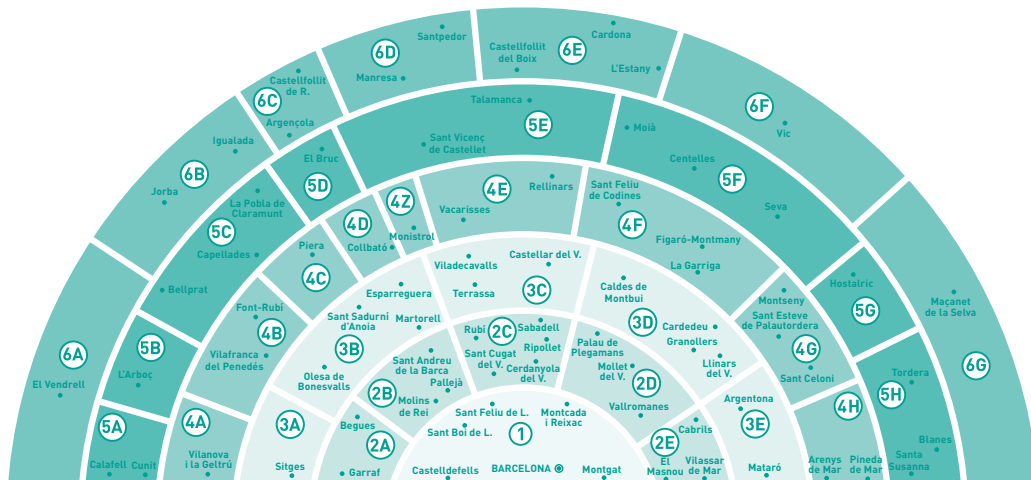 Santpedor
6D
Manresa
Castellfollit
del Boix
6E
Cardona
L'Estany
6F
Vic
Castellfollit
de R.
6C
Argençola
Igualada
6B
Jorba
Talamanca
5E
Sant Vicenç
de Castellet
Moià
Centelles
5F
Seva
El Bruc
5D
La Pobla de
Claramunt
5C
Capellades
Bellprat
4Z
Monistrol
4D
Collbató
4E
Rellinars
Vacarisses
Sant Feliu
de Codines
4F
Figaró-Montmany
La Garriga
Piera
4C
Viladecavalls
Castellar del V.
Terrassa
3C
Caldes de
Montbui
3D
Cardedeu
Granollers
Llinars
del V.
Esparreguera
Sant Sadurní
d'Anoia
Martorell
3B
Olesa de
Bonesvalls
Font-Rubí
4B
Vilafranca
del Penedés
Montseny
Sant Esteve
de Palautordera
4G
Sant Celoni
Hostalric
5G
Maçanet
de la Selva
6G
6A
El Vendrell
5B
L'Arboç
Rubí
2C
Sabadell
Ripollet
Sant Cugat
del V.
Cerdanyola
del V.
Palau de
Plegamans
Mollet
del V.
2D
Vallromanes
Sant Andreu
de la Barca
Pallejà
2B
Molins
de Rei
Tordera
5H
Blanes
Santa
Susanna
Argentona
3E
Mataró
4H
Arenys
de Mar
Pineda
de Mar
5A
Calafell
Cunit
4A
Vilanova
i la Geltrú
3A
Sitges
Begues
2A
Garraf
Sant Feliu de L.
Sant Boi de L.
1
Montcada
i Reixac
Castelldefells
BARCELONA
Montgat
2E
Cabrils
El
Masnou
Vilassar
de Mar